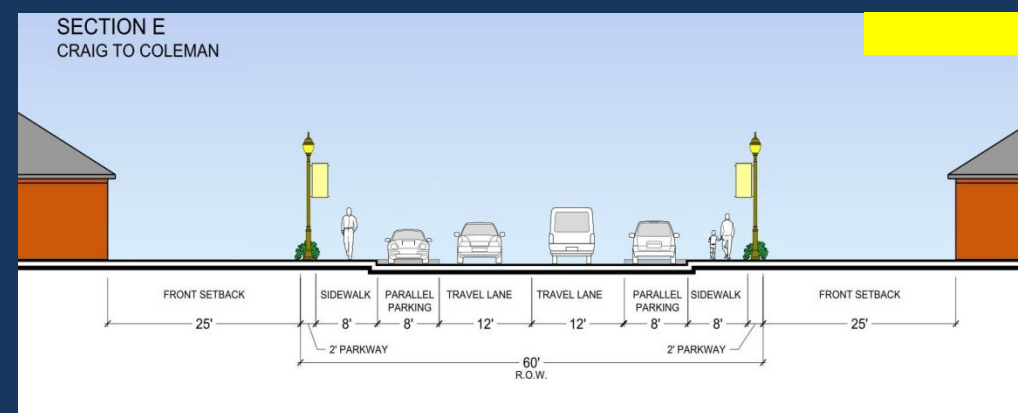 SECTION E
CRAIG TO COLEMAN
FRONT SETBACK
SIDEWALK
PARALLEL
PARKING
TRAVEL LANE
TRAVEL LANE
PARALLEL
PARKING
SIDEWALK
FRONT SETBACK
25'
8'
8'
12'
12'
8'
8'
25'
2' PARKWAY
2' PARKWAY
60'
R.O.W.